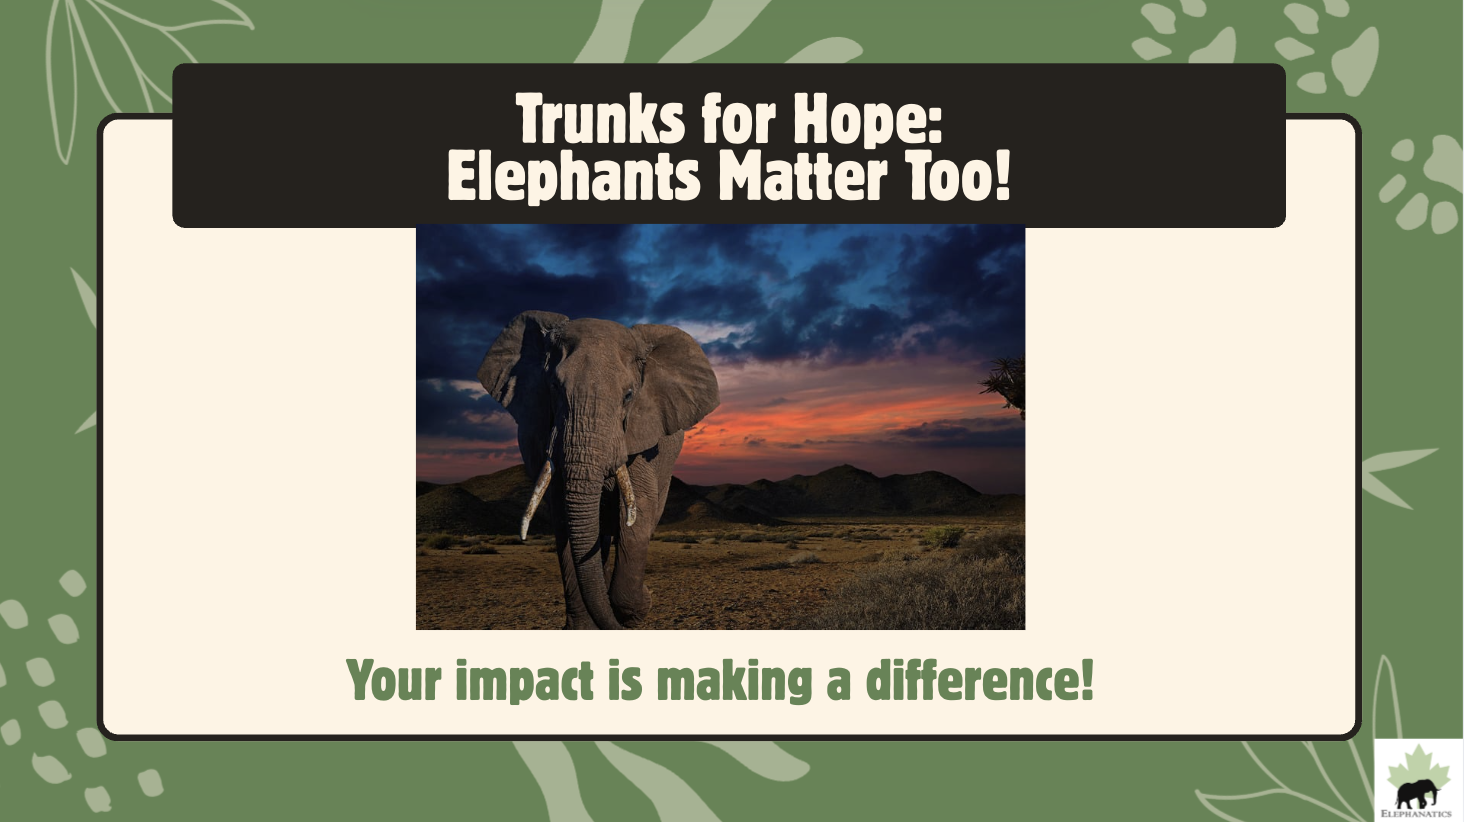 Trunks for Hope:
Elephants Matter Too!
Your impact is making a difference!
ELEPHANATICS